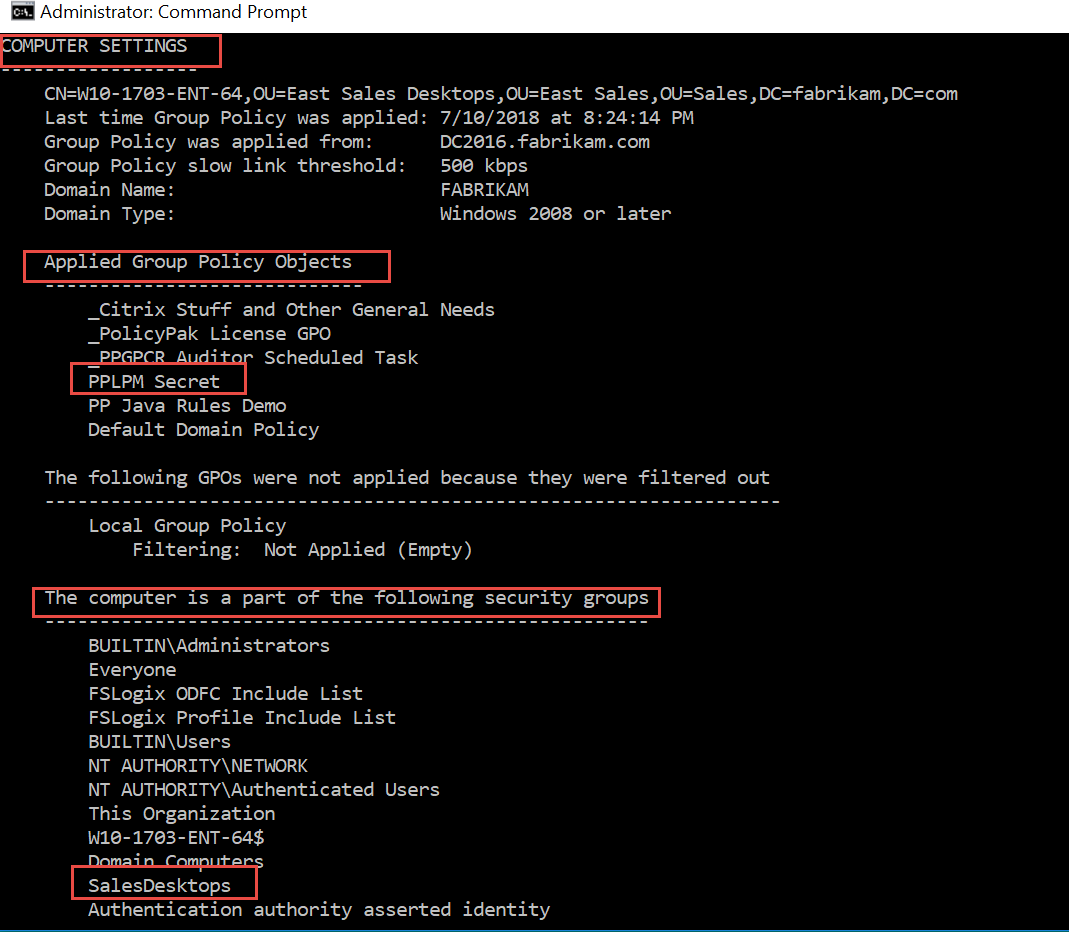 Administrator: Command Prompt
COMPUTER SETTINGS
------------------
CN=W10-1703-ENT-64,OU=East Sales Desktops,OU=East Sales,OU=Sales,DC=fabrikam,DC=com
Last time Group Policy was applied: 7/10/2018 at 8:24:14 PM
Group Policy was applied from: DC2016.fabrikam.com
Group Policy slow link threshold: 500 kbps
Domain Name: FABRIKAM
Domain Type: Windows 2008 or later
Applied Group Policy Objects
-----------------------------
_Citrix Stuff and Other General Needs
_PolicyPak License GPO
_PPGPCR Auditor Scheduled Task
PPLPM Secret
PP Java Rules Demo
Default Domain Policy
The following GPOs were not applied because they were filtered out
-------------------------------------------------------------------
Local Group Policy
Filtering: Not Applied (Empty)
The computer is a part of the following security groups
-------------------------------------------------------
BUILTIN\Administrators
Everyone
FSLogix ODFC Include List
FSLogix Profile Include List
BUILTIN\Users
NT AUTHORITY\NETWORK
NT AUTHORITY\Authenticated Users
This Organization
W10-1703-ENT-64$
Domain Computers
SalesDesktops
Authentication authority asserted identity